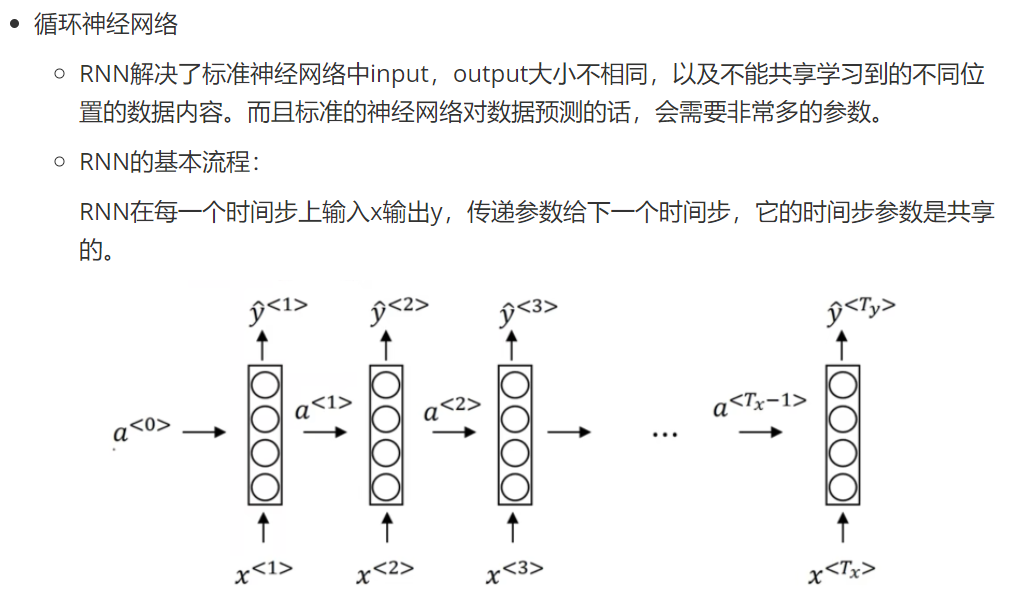 循环神经网络
RNN解决了标准神经网络中input，output大小不相同，以及不能共享学习到的不同位
置的数据内容。而且标准的神经网络对数据预测的话，会需要非常多的参数。
RNN的基本流程：
RNN在每一个时间步上输入x输出y，传递参数给下一个时间步，它的时间步参数是共享
的。
ŷ<1> ŷ<2> ŷ<3> ŷ<Ty>
a<0> a<1> a<2> ... a<Tx−1>
x<1> x<2> x<3> x<Tx>